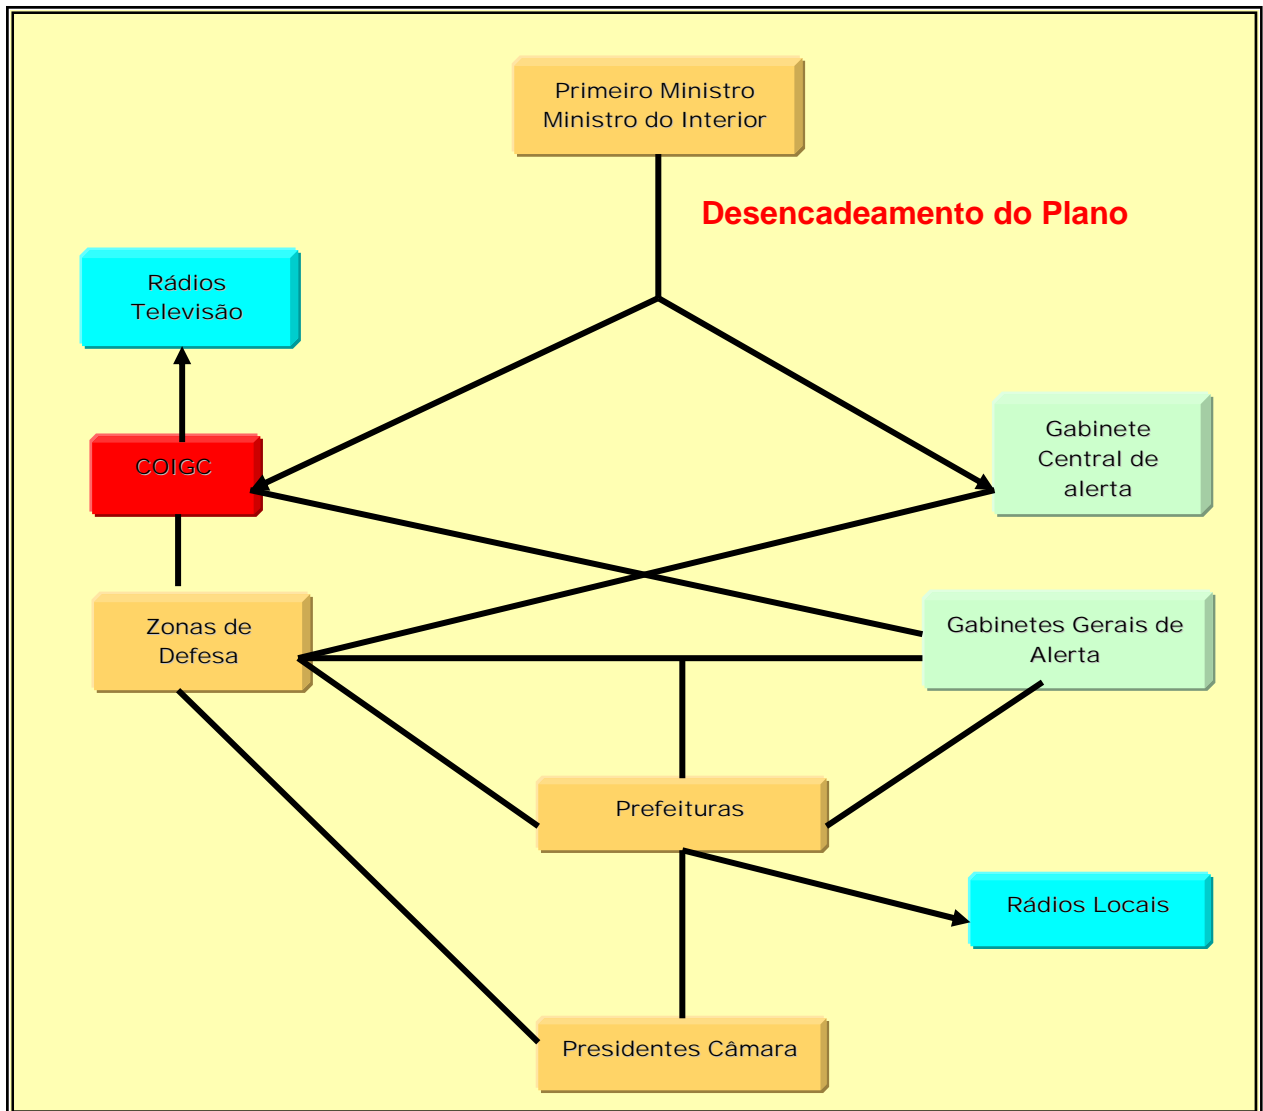 Primeiro Ministro
Ministro do Interior
Desencadeamento do Plano
Rádios
Televisão
COIGC
Gabinete
Central de
alerta
Zonas de
Defesa
Gabinetes Gerais de
Alerta
Prefeituras
Rádios Locais
Presidentes Câmara